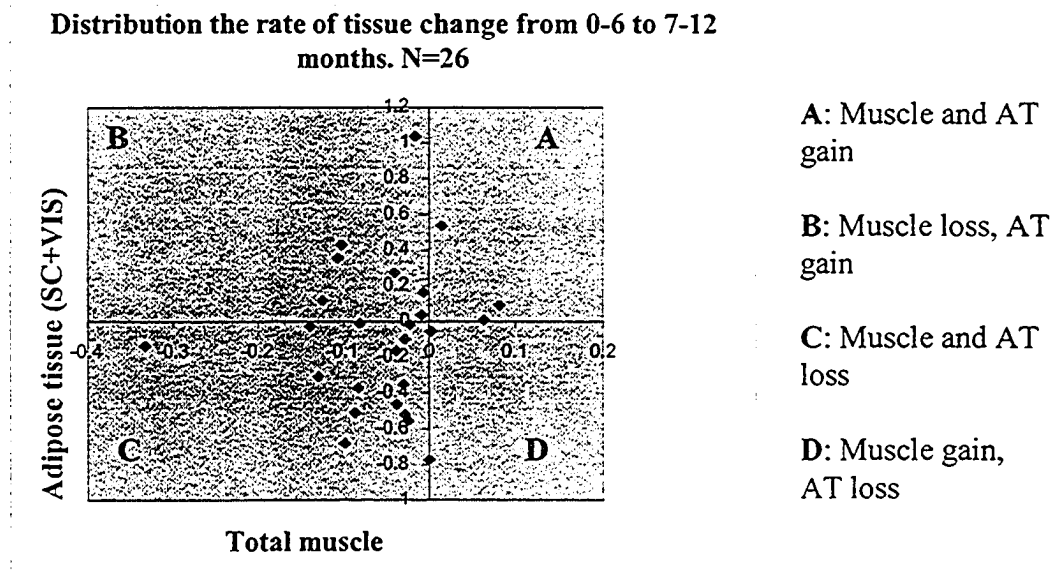 Distribution the rate of tissue change from 0-6 to 7-12
months. N=26
Adipose tissue (SC+VIS)
B
A
C
D
1.2
1
0.8
0.6
0.4
0.2
0
-0.2
-0.4
-0.6
-0.8
-0.4
-0.3
-0.2
-0.1
0
0.1
0.2
Total muscle
A: Muscle and AT
gain
B: Muscle loss, AT
gain
C: Muscle and AT
loss
D: Muscle gain,
AT loss